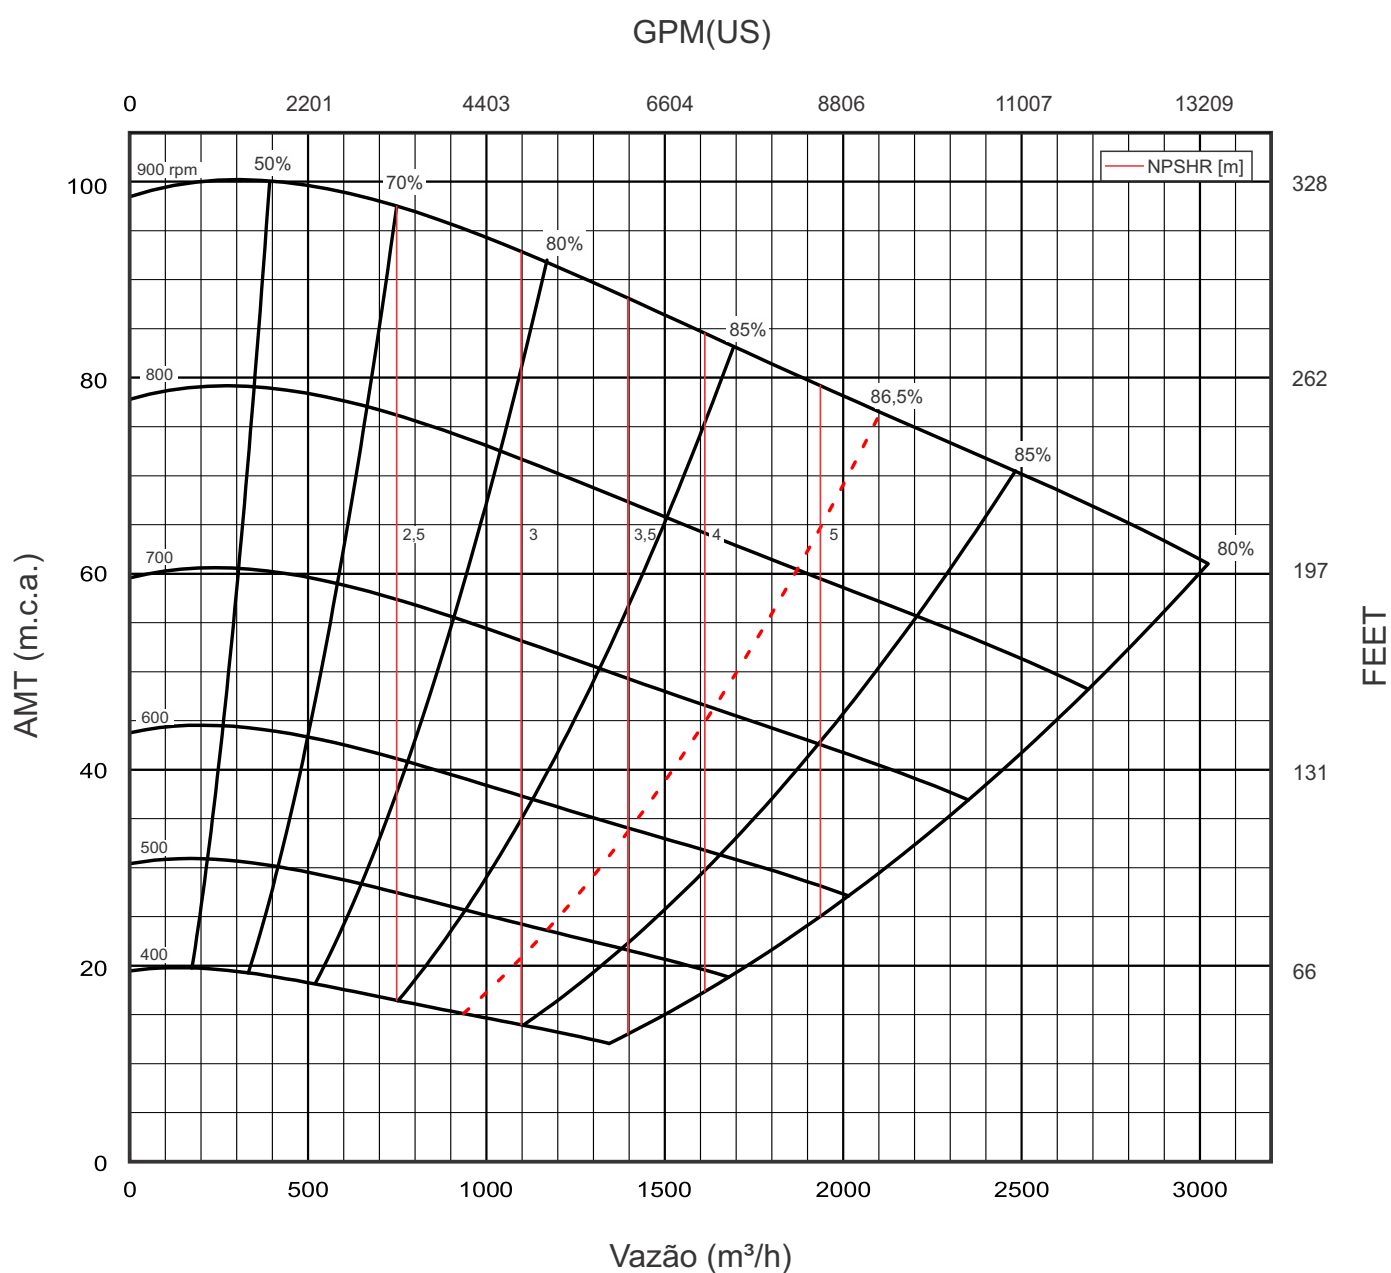 GPM(US)
0 2201 4403 6604 8806 11007 13209
NPSHR [m]
900 rpm 50% 70% 80% 85% 86,5% 85% 80%
800
700
600
500
400
2,5 3 3,5 4 5
100 328
80 262
60 197
40 131
20 66
0
AMT (m.c.a.)
FEET
0 500 1000 1500 2000 2500 3000
Vazão (m³/h)